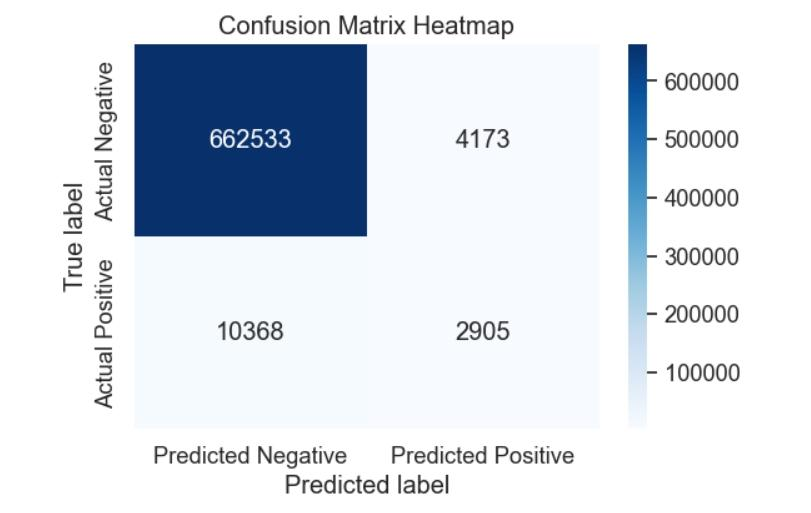 Confusion Matrix Heatmap
True label
Actual Negative
Actual Positive
662533
4173
10368
2905
Predicted Negative
Predicted Positive
Predicted label
600000
500000
400000
300000
200000
100000